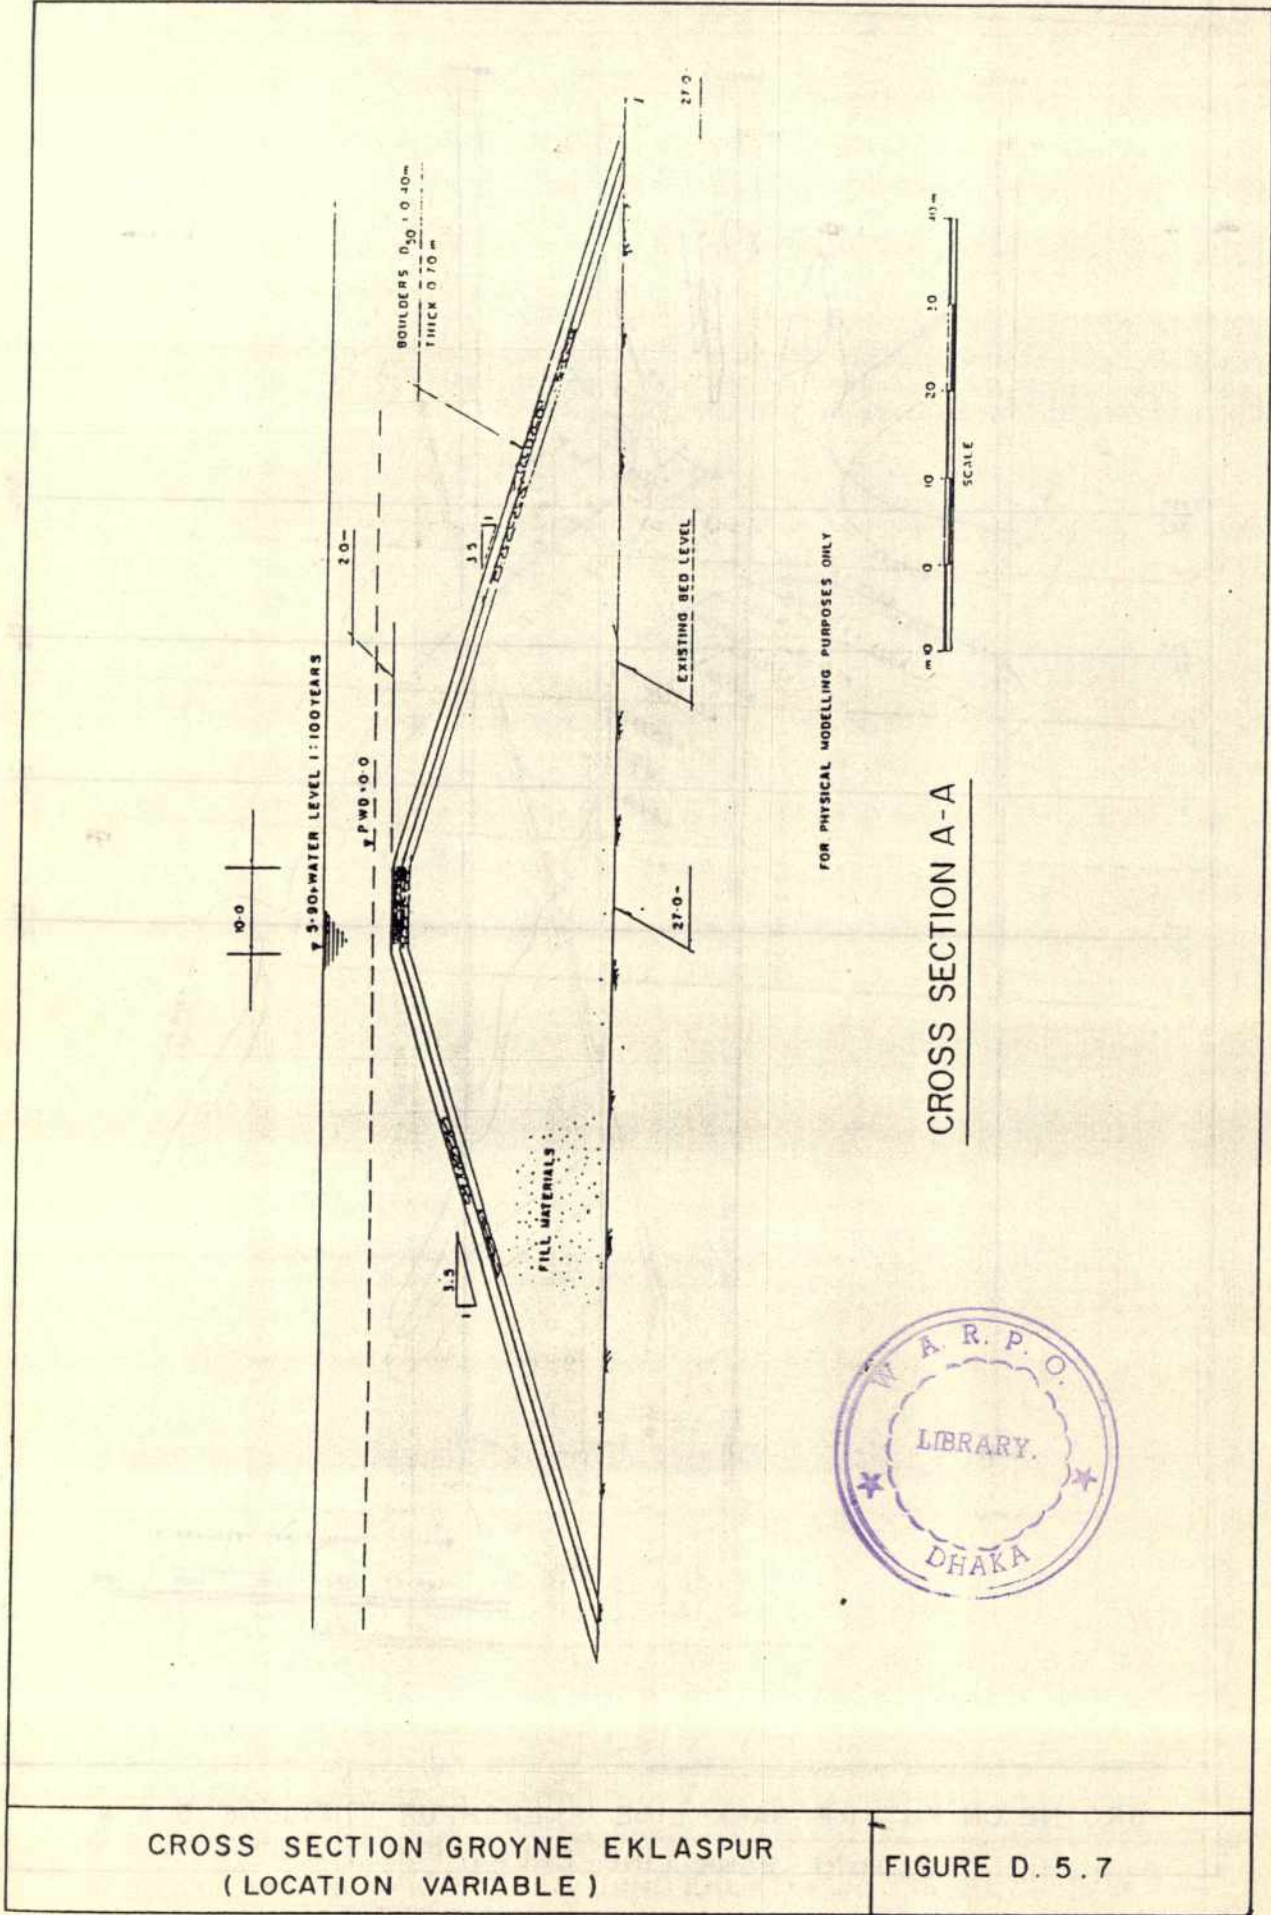 10·0
5·90+WATER LEVEL 1:100YEARS
PWD+0·0
2·0-
BOULDERS D50 : 0·40m
THICK 0·70m
3·5
1
3·5
1
FILL MATERIALS
27·0-
EXISTING BED LEVEL
27·0-
FOR PHYSICAL MODELLING PURPOSES ONLY
CROSS SECTION A-A
0
10
20
SCALE
W. A. R. P. O.
LIBRARY.
DHAKA
CROSS SECTION GROYNE EKLASPUR
(LOCATION VARIABLE)
FIGURE D.5.7